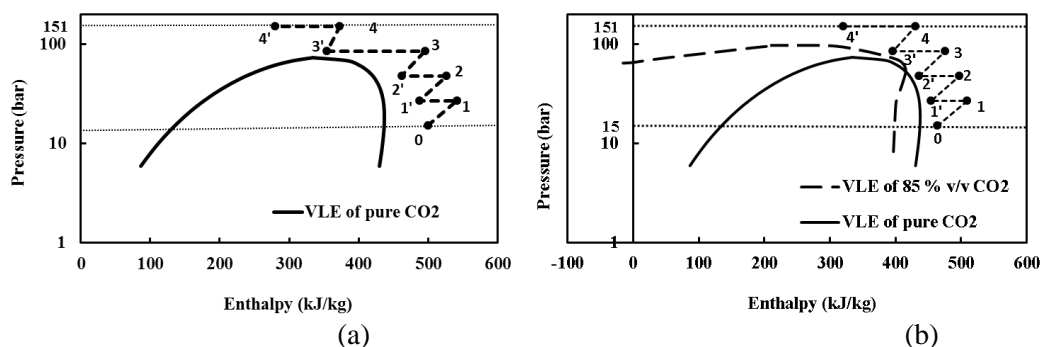 151
100
10
1
Pressure (bar)
4'
4
3'
3
2'
2
1'
1
0
VLE of pure CO2
0 100 200 300 400 500 600
Enthalpy (kJ/kg)
(a)
151
100
15
10
1
Pressure (bar)
4'
4
3
3'
2'
2
1'
1
0
VLE of 85 % v/v CO2
VLE of pure CO2
-100 0 100 200 300 400 500 600
Enthalpy (kJ/kg)
(b)